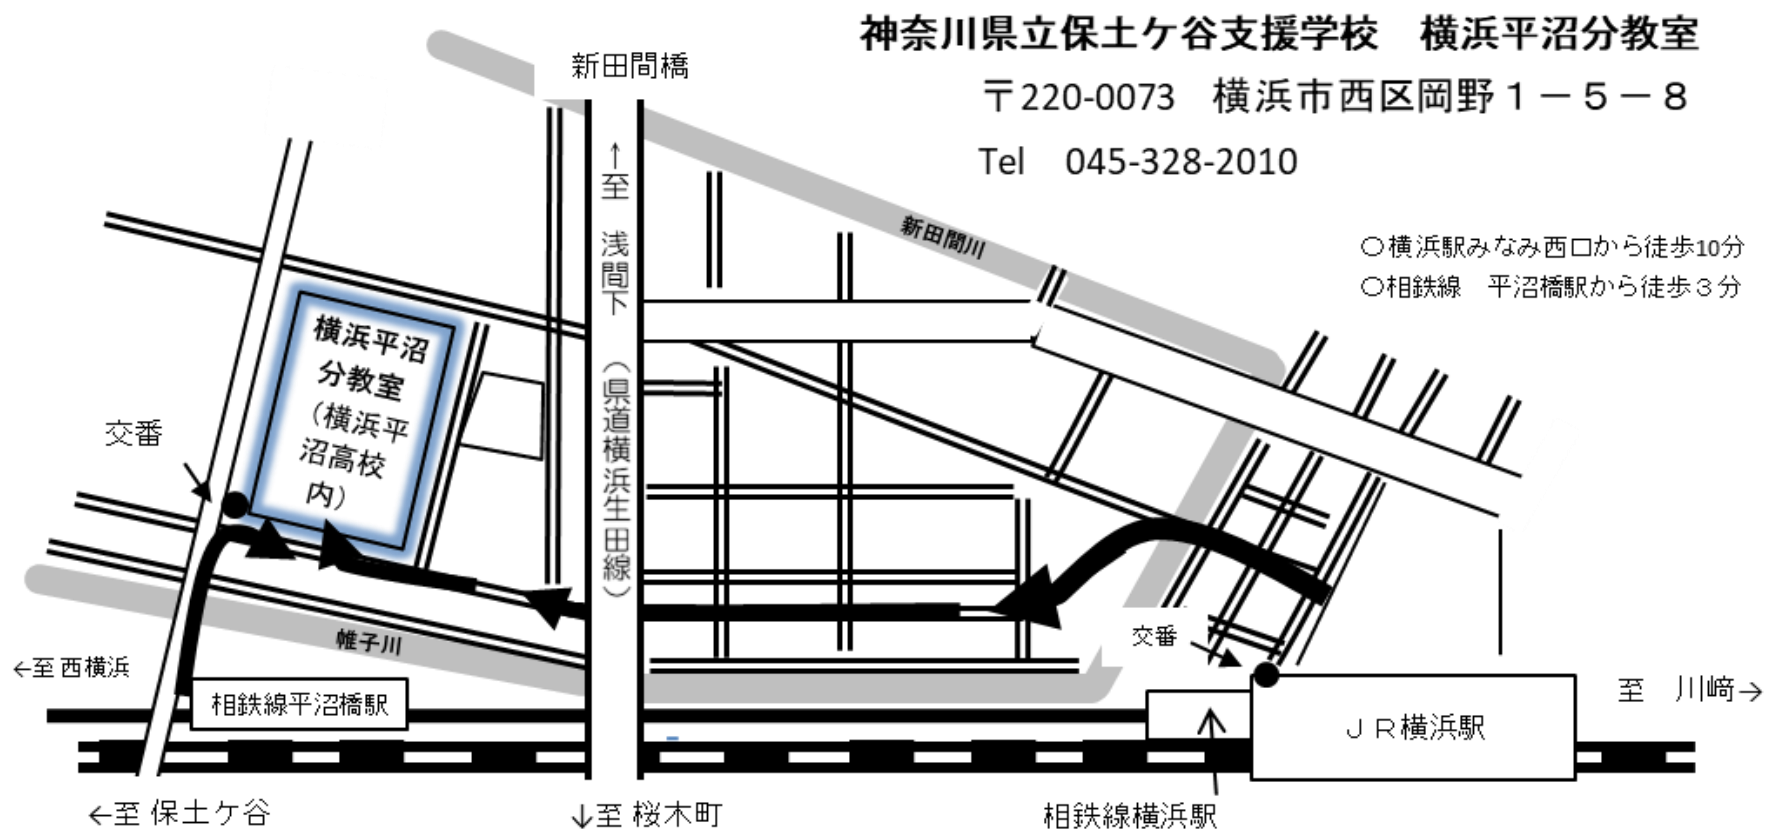 神奈川県立保土ケ谷支援学校　横浜平沼分教室
〒220-0073　横浜市西区岡野１－５－８
Tel　045-328-2010
○横浜駅みなみ西口から徒歩10分
○相鉄線　平沼橋駅から徒歩３分
新田間橋
↑至　浅間下　（県道横浜生田線）
新田間川
横浜平沼
分教室
（横浜平
沼高校
内）
交番
帷子川
←至 西横浜
相鉄線平沼橋駅
交番
ＪＲ横浜駅
至　川﨑→
←至 保土ケ谷
↓至 桜木町
相鉄線横浜駅